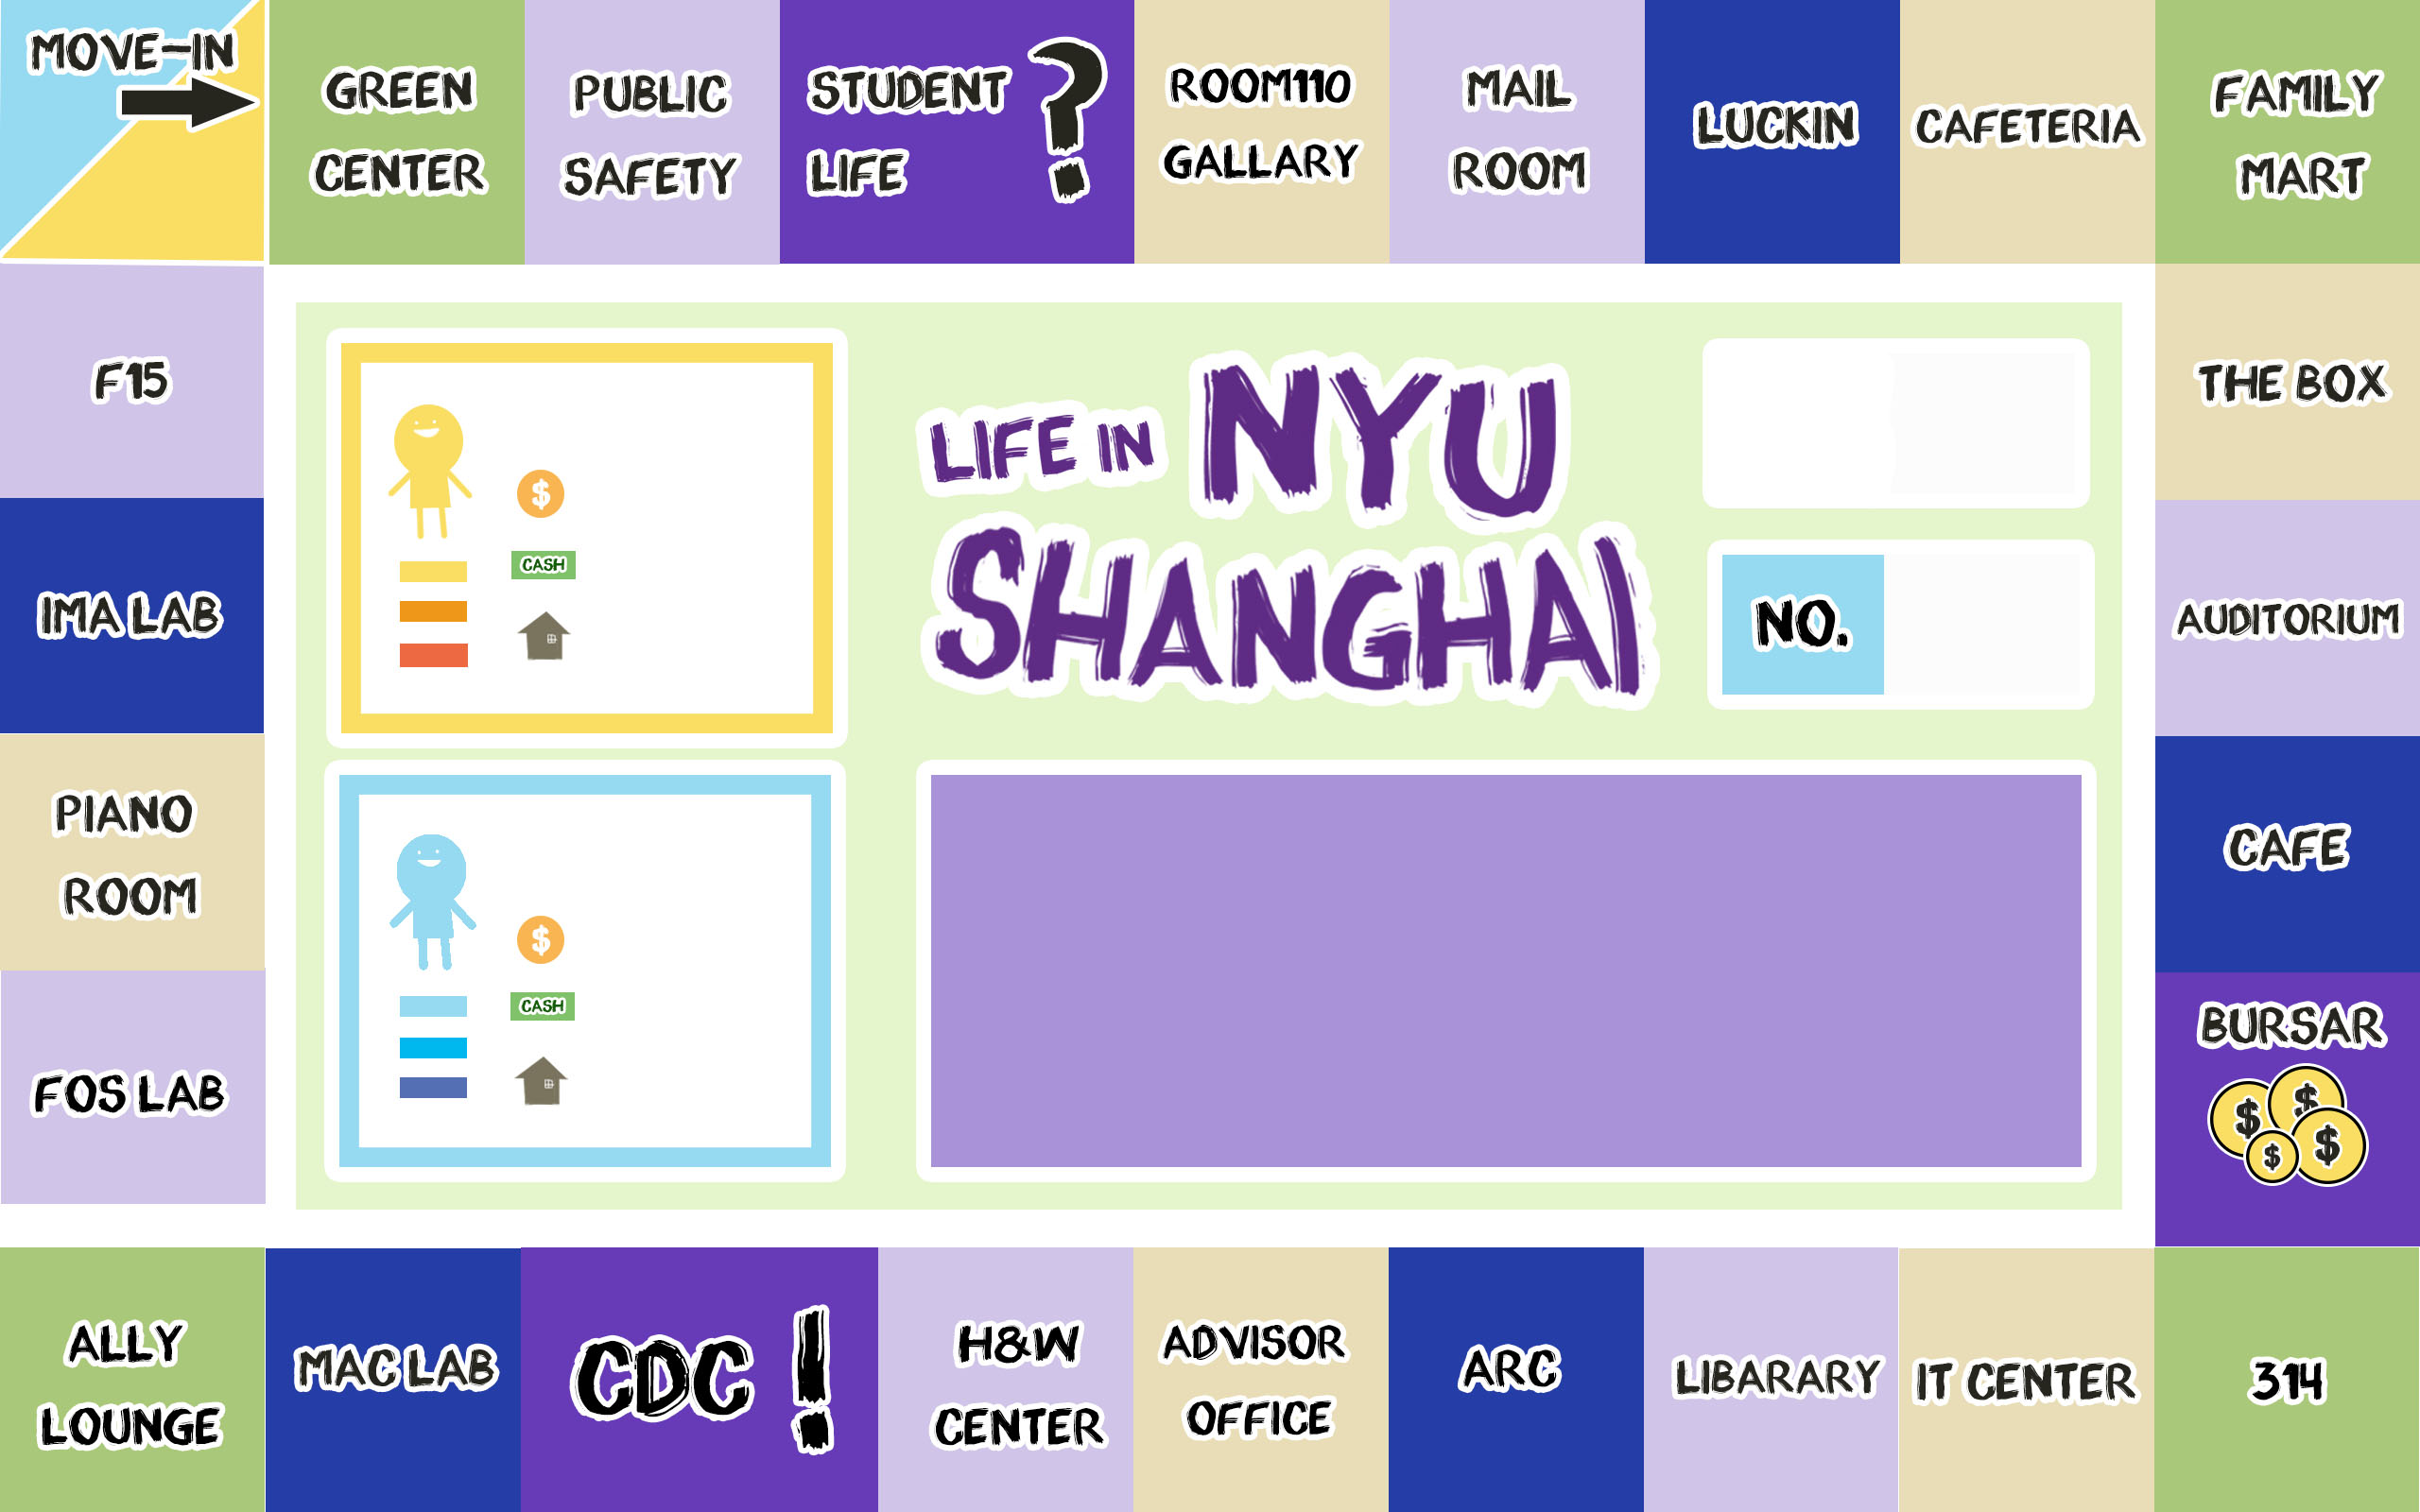 MOVE-IN
GREEN
CENTER
PUBLIC
SAFETY
STUDENT
LIFE
?
ROOM110
GALLARY
MAIL
ROOM
LUCKIN
CAFETERIA
FAMILY
MART
F15
IMA LAB
PIANO
ROOM
FOS LAB
$
CASH
$
CASH
LIFE IN NYU
SHANGHAI
NO.
THE BOX
AUDITORIUM
CAFE
BURSAR
$ $ $ $
ALLY
LOUNGE
MAC LAB
CDC !
H&W
CENTER
ADVISOR
OFFICE
ARC
LIBARARY
IT CENTER
314